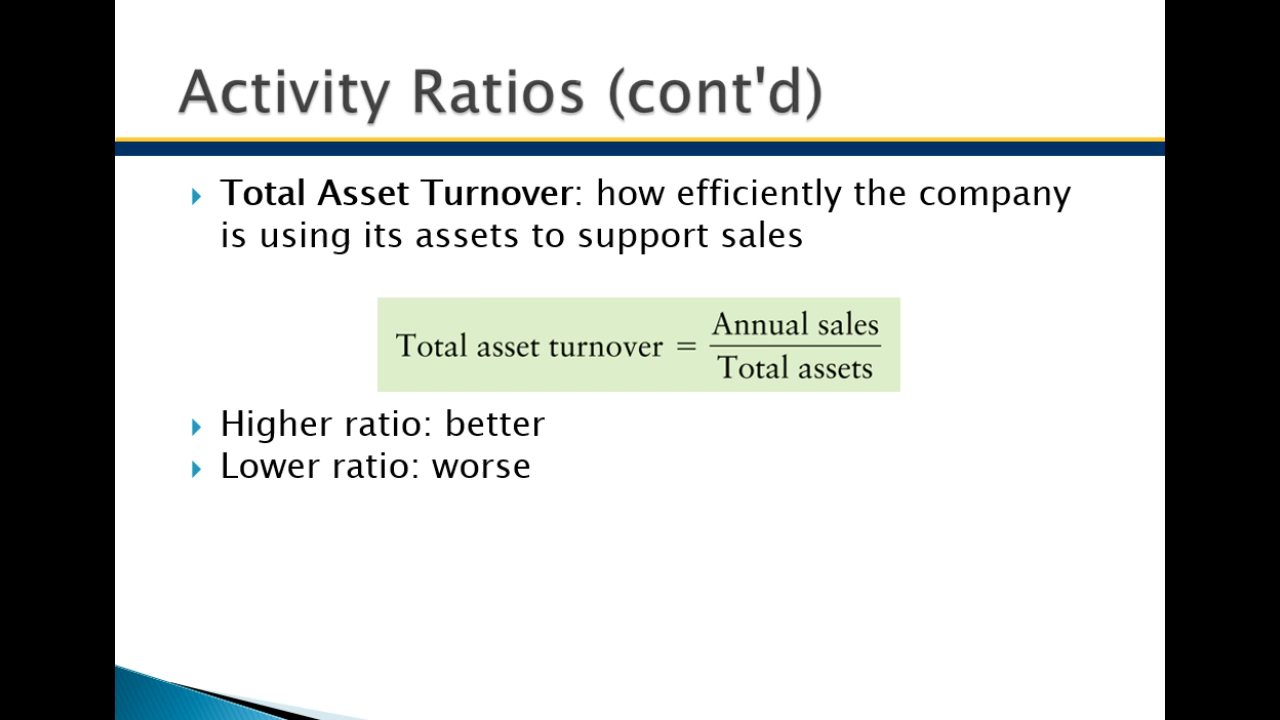 Activity Ratios (cont'd)
Total Asset Turnover: how efficiently the company
is using its assets to support sales
Total asset turnover = Annual sales
Total assets
Higher ratio: better
Lower ratio: worse